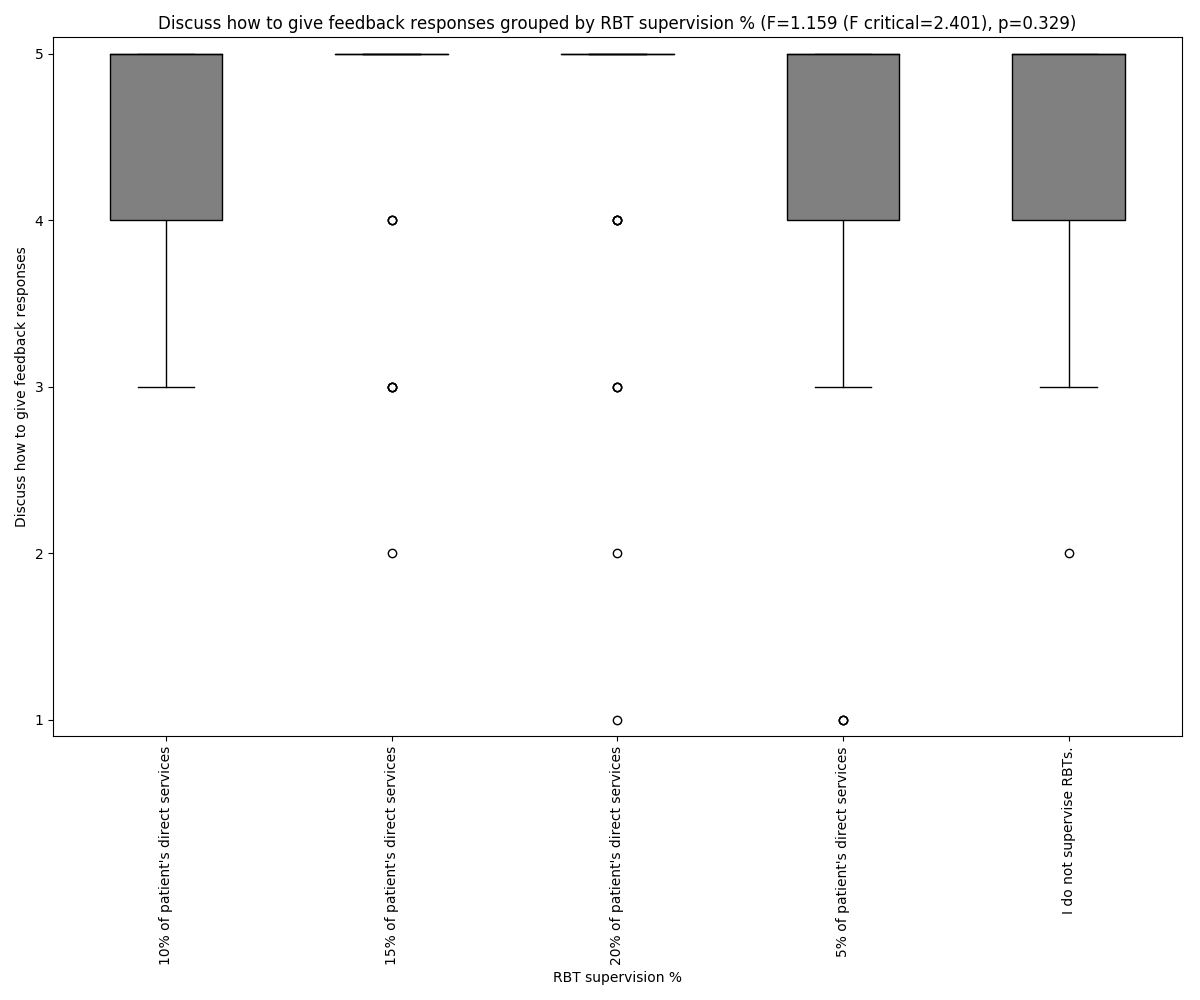 Discuss how to give feedback responses grouped by RBT supervision % (F=1.159 (F critical=2.401), p=0.329)
Discuss how to give feedback responses
5
4
3
2
1
10% of patient's direct services
15% of patient's direct services
20% of patient's direct services
5% of patient's direct services
I do not supervise RBTs.
RBT supervision %